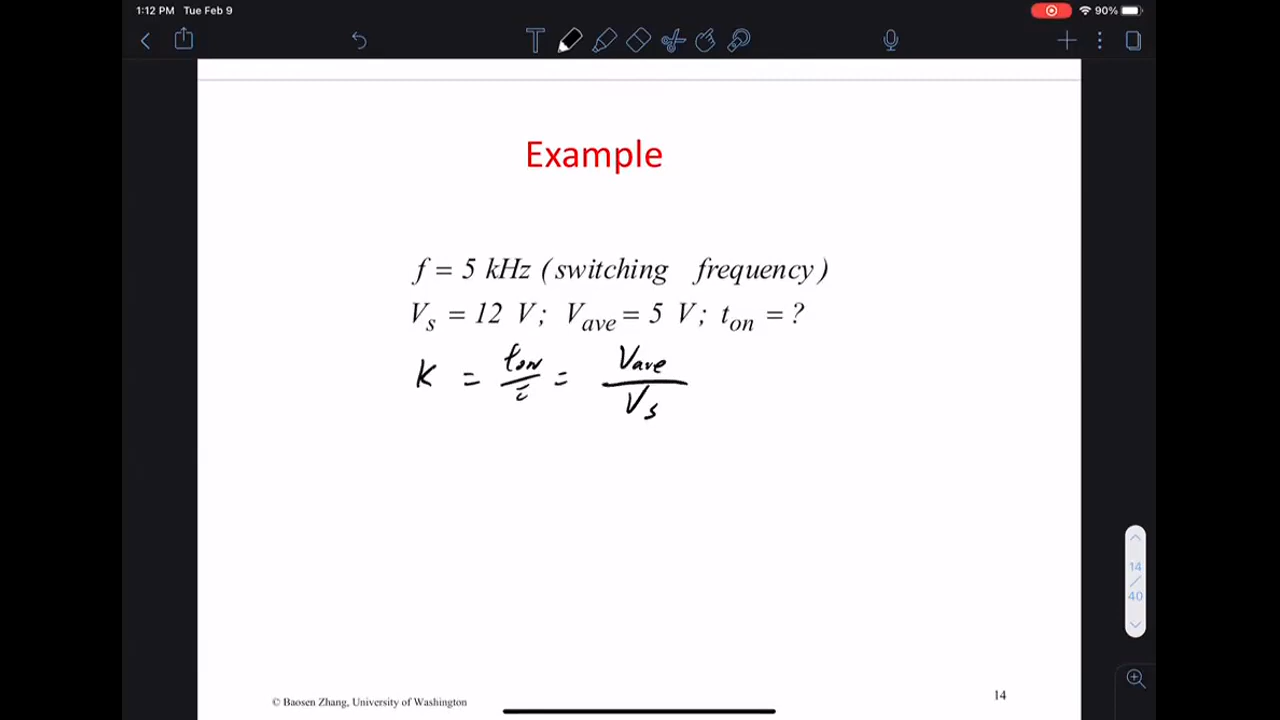 1:12 PM Tue Feb 9
90%
T
Example
f = 5 kHz (switching frequency)
Vs = 12 V; Vave = 5 V; ton = ?
K = ton/τ = Vave/Vs
14
/
40
© Baosen Zhang, University of Washington
14